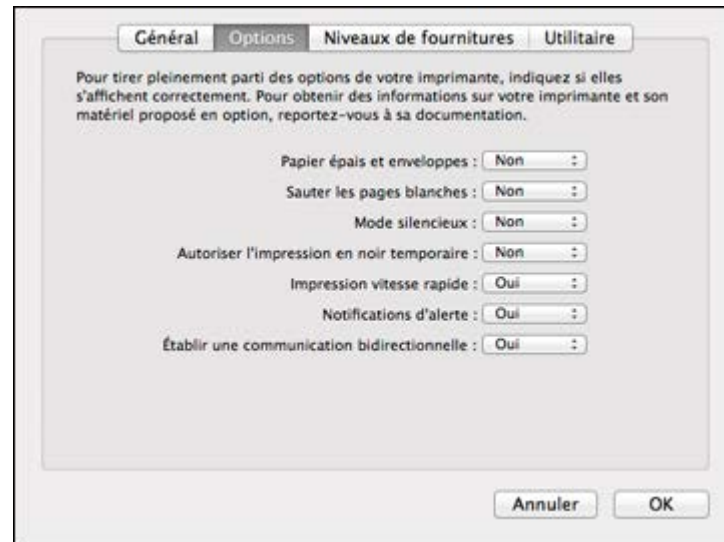 Général Options Niveaux de fournitures Utilitaire
Pour tirer pleinement parti des options de votre imprimante, indiquez si elles
s'affichent correctement. Pour obtenir des informations sur votre imprimante et son
matériel proposé en option, reportez-vous à sa documentation.
Papier épais et enveloppes : Non
Sauter les pages blanches : Non
Mode silencieux : Non
Autoriser l'impression en noir temporaire : Non
Impression vitesse rapide : Oui
Notifications d'alerte : Oui
Établir une communication bidirectionnelle : Oui
Annuler OK